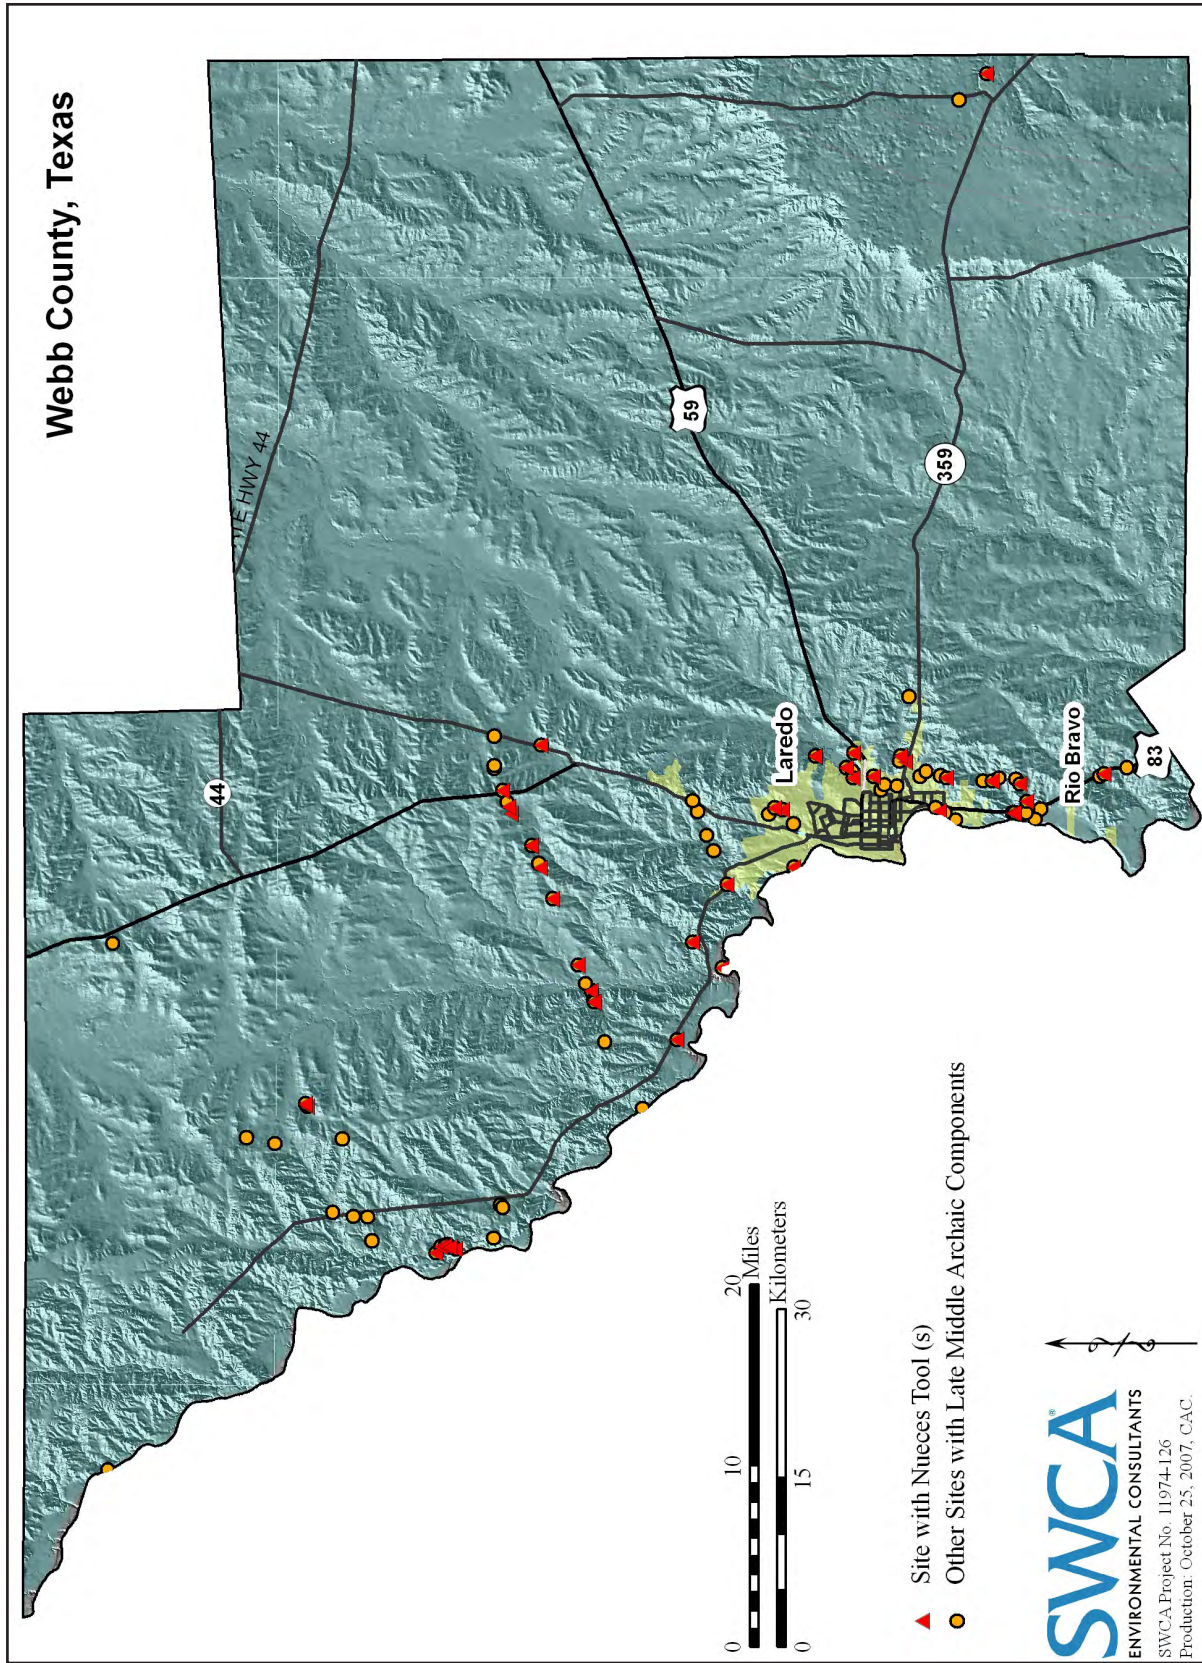 Webb County, Texas
TE HWY 44
44
59
359
Laredo
Rio Bravo
83
0 10 20
Miles
Kilometers
0 15 30
Site with Nueces Tool (s)
Other Sites with Late Middle Archaic Components
SWCA®
ENVIRONMENTAL CONSULTANTS
SWCA Project No. 11974-126
Production: October 25, 2007, CAC.